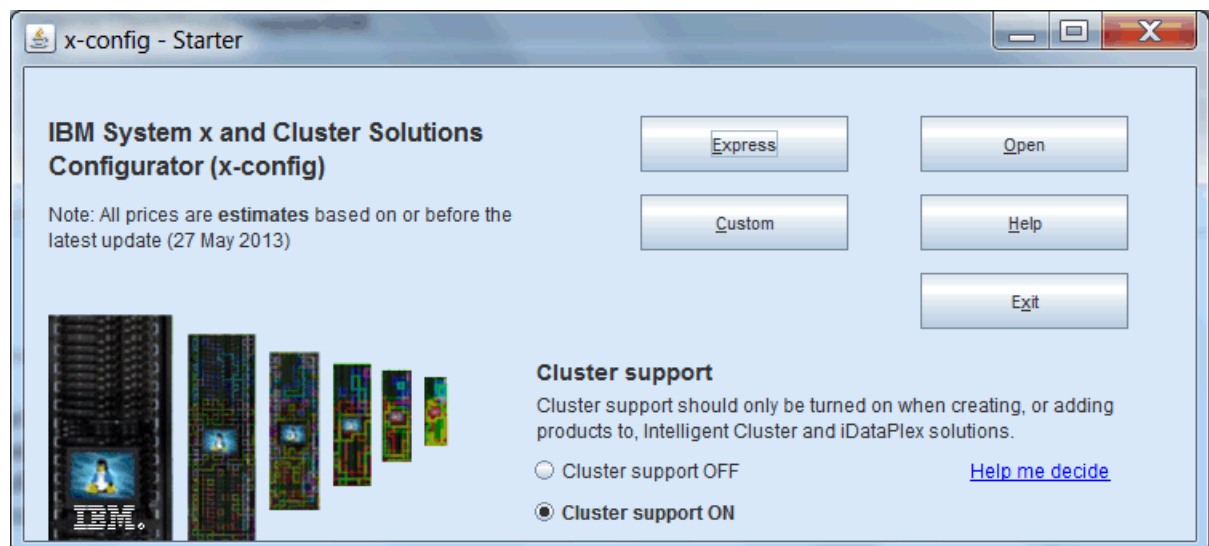 x-config - Starter
IBM System x and Cluster Solutions
Configurator (x-config)
Note: All prices are estimates based on or before the
latest update (27 May 2013)
Express
Open
Custom
Help
Exit
IBM.
Cluster support
Cluster support should only be turned on when creating, or adding
products to, Intelligent Cluster and iDataPlex solutions.
Cluster support OFF
Help me decide
Cluster support ON